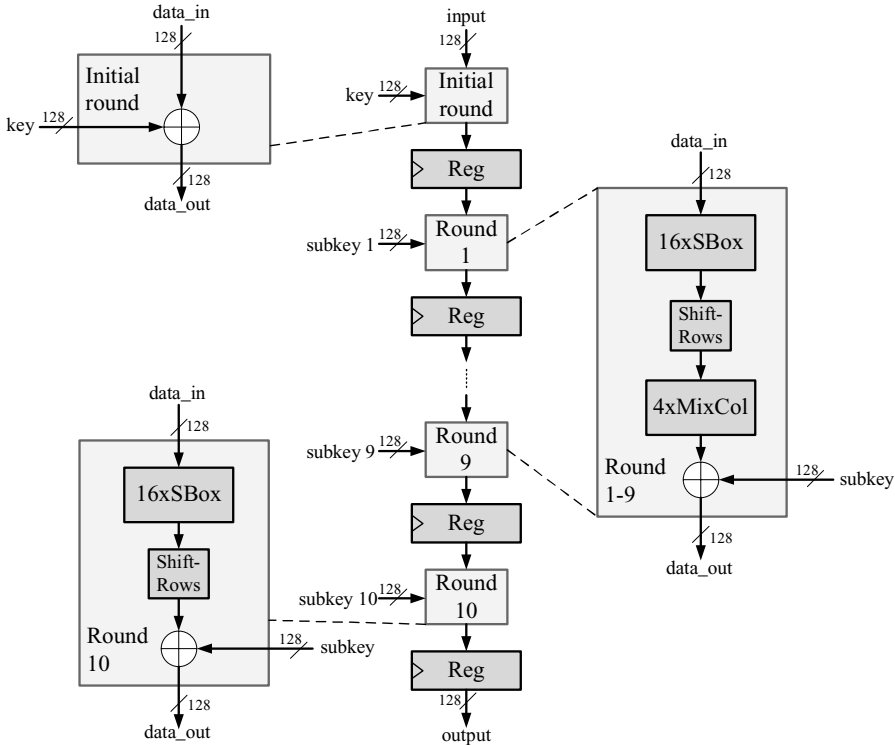 data_in
128
Initial
round
key
128
128
data_out
input
128
key
128
Initial
round
Reg
subkey 1
128
Round
1
Reg
subkey 9
128
Round
9
Reg
subkey 10
128
Round
10
Reg
128
output
data_in
128
16xSBox
Shift-
Rows
4xMixCol
Round
1-9
128
subkey
128
data_out
data_in
128
16xSBox
Shift-
Rows
Round
10
128
subkey
128
data_out